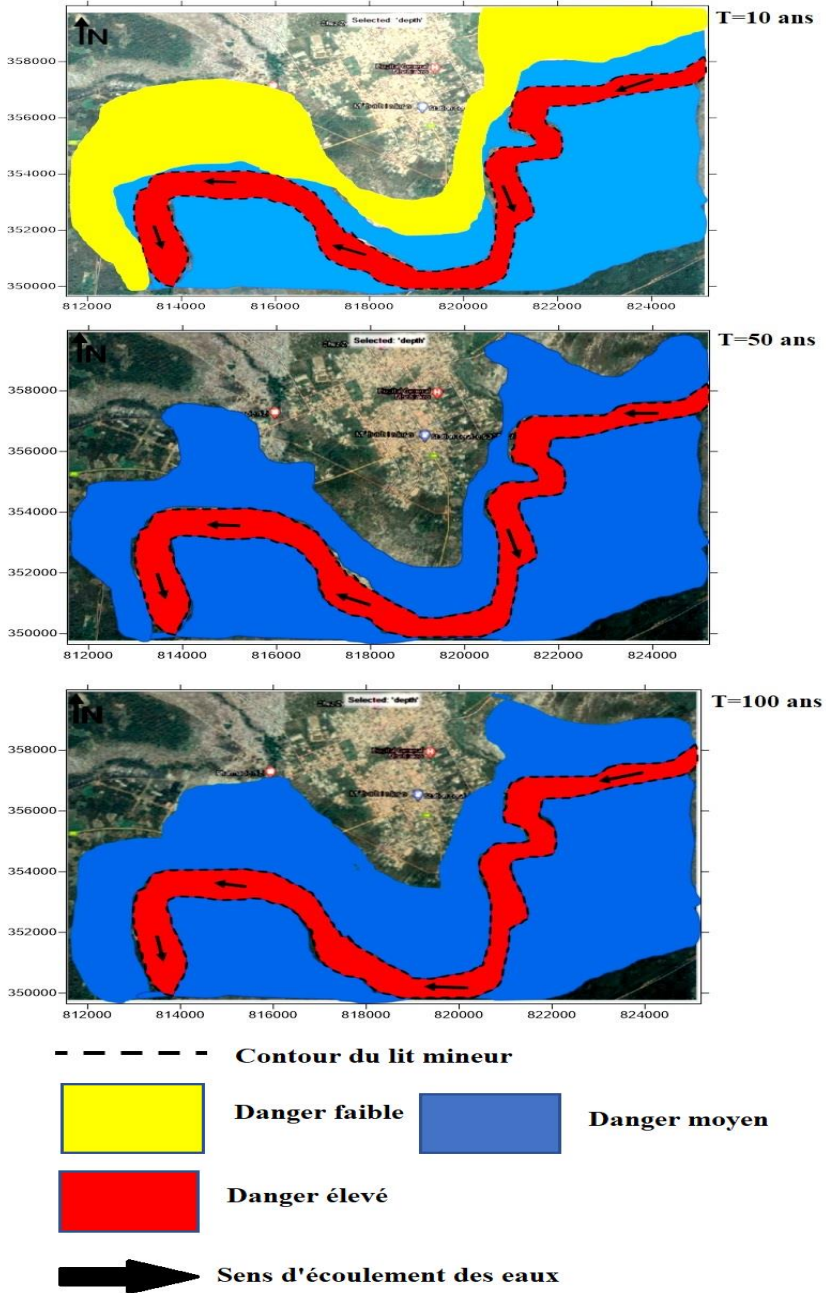 T=10 ans
N
Selected: 'depth'
358000
356000
354000
352000
350000
812000 814000 816000 818000 820000 822000 824000
T=50 ans
N
Selected: 'depth'
358000
356000
354000
352000
350000
812000 814000 816000 818000 820000 822000 824000
T=100 ans
N
Selected: 'depth'
358000
356000
354000
352000
350000
812000 814000 816000 818000 820000 822000 824000
Contour du lit mineur
Danger faible
Danger moyen
Danger élevé
Sens d'écoulement des eaux